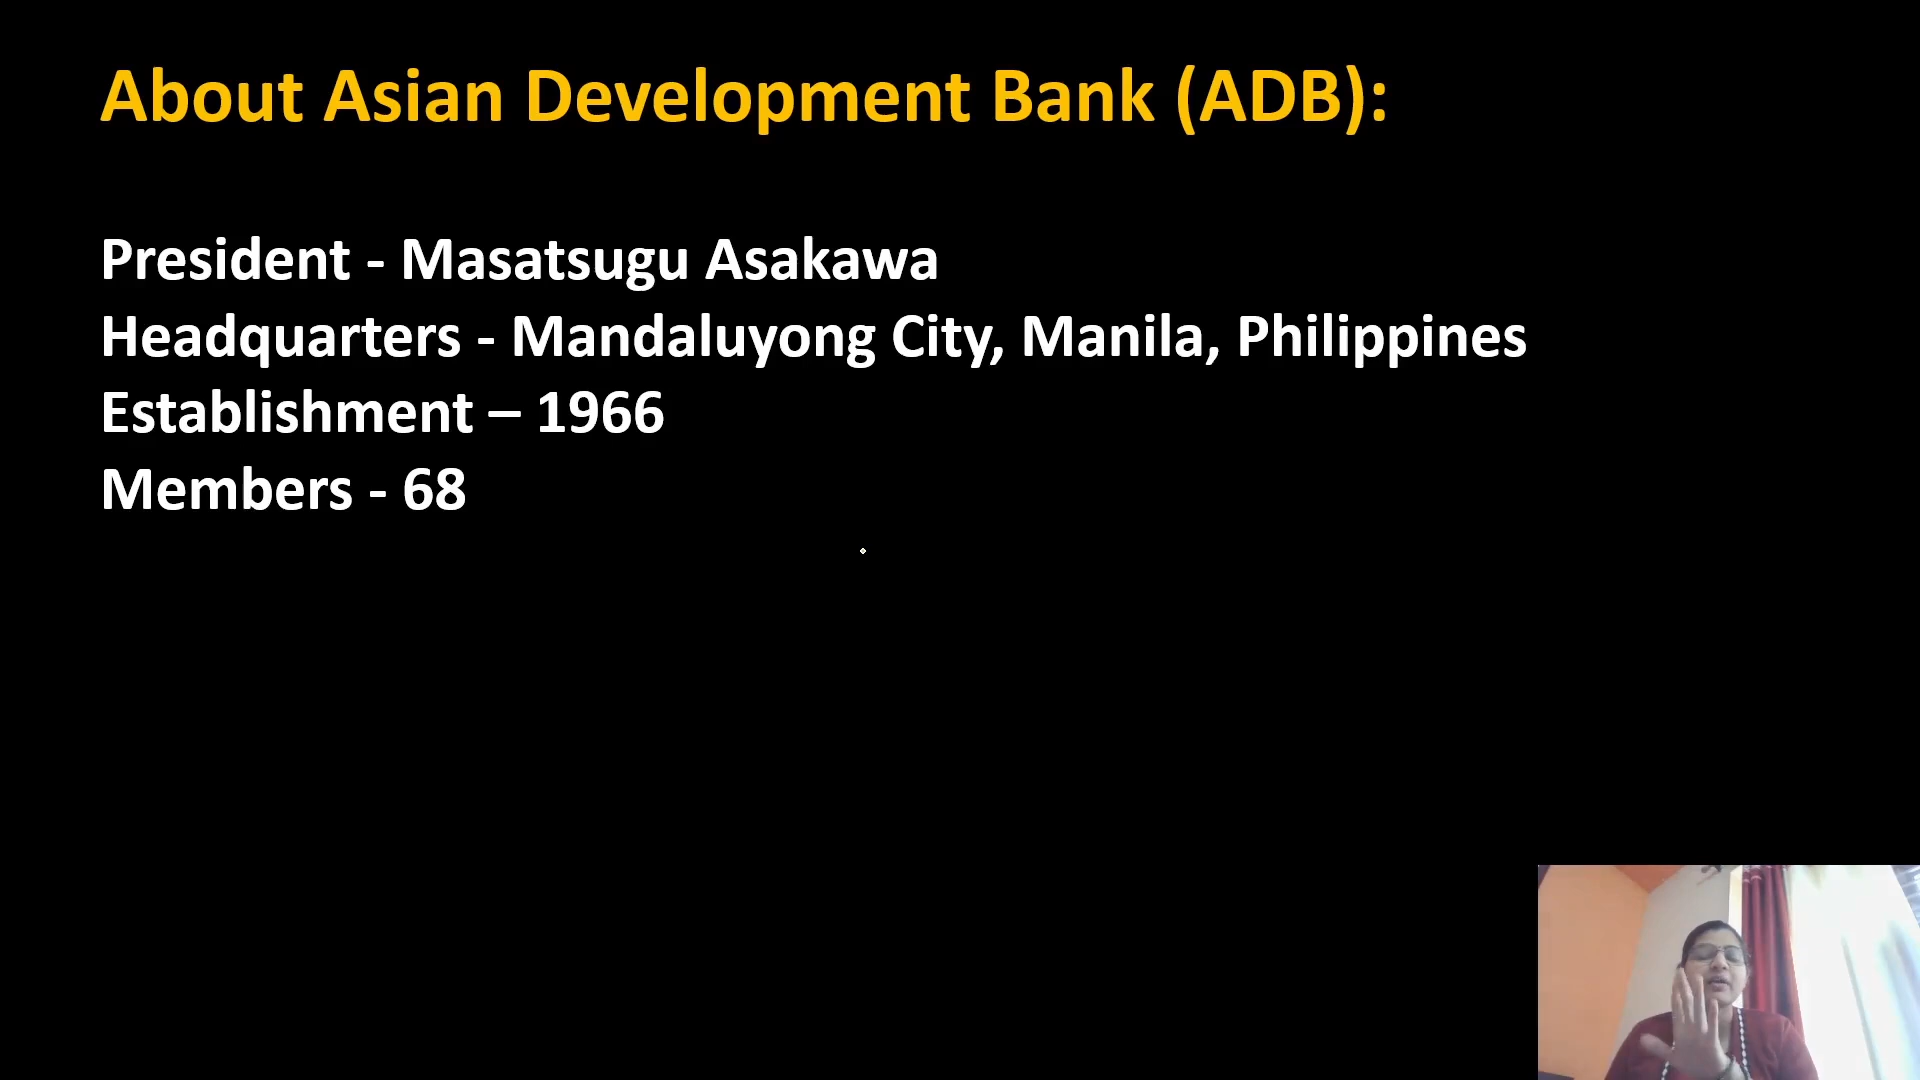 About Asian Development Bank (ADB):
President - Masatsugu Asakawa
Headquarters - Mandaluyong City, Manila, Philippines
Establishment – 1966
Members - 68